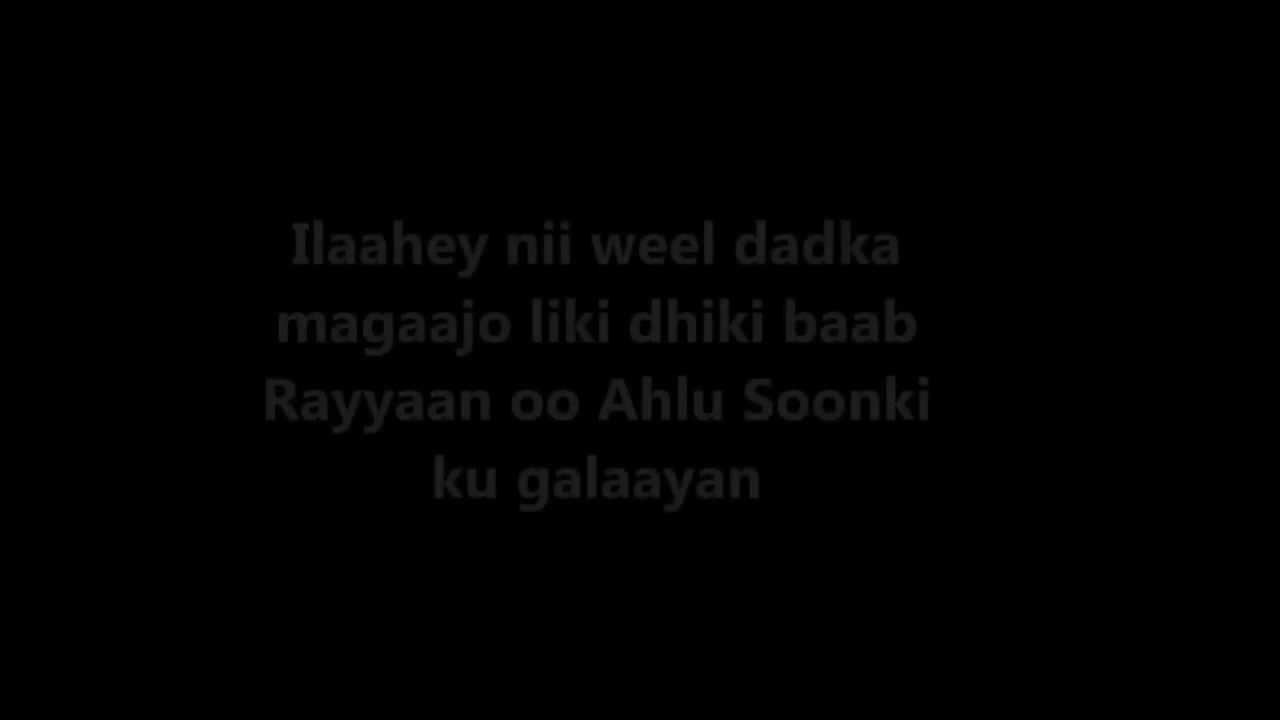 Ilaahey nii weel dadka
magaajo liki dhiki baab
Rayyaan oo Ahlu Soonki
ku galaayan